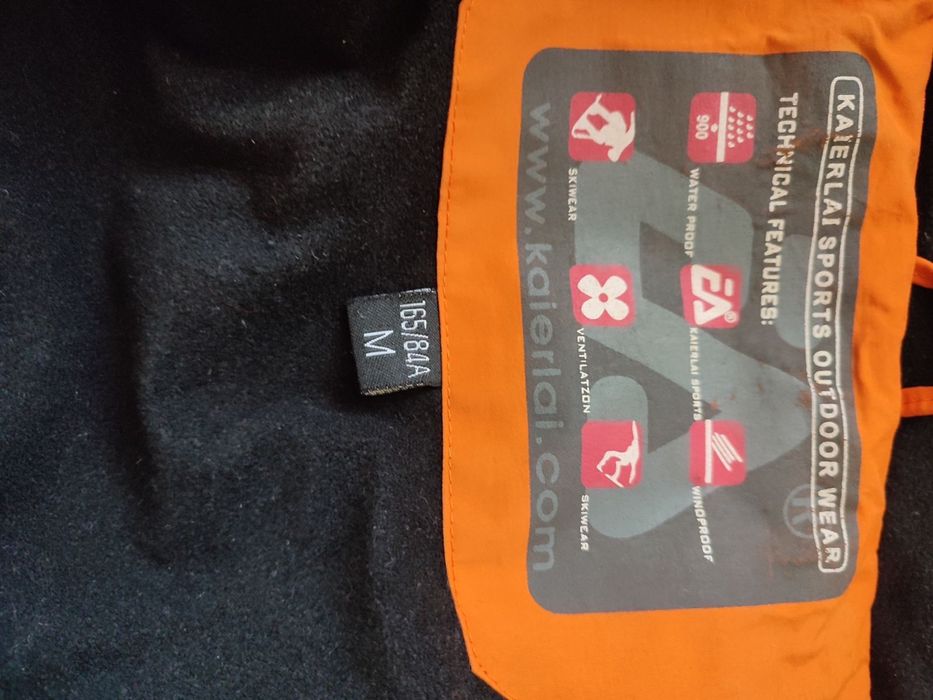 KAIERLAI SPORTS OUTDOOR WEAR
TECHNICAL FEATURES:
900
EA®
WATER PROOF
KAIERLAI SPORTS
WINDPROOF
SKIWEAR
VENTILATZON
SKIWEAR
www.kaierlai.com
165/84A
M